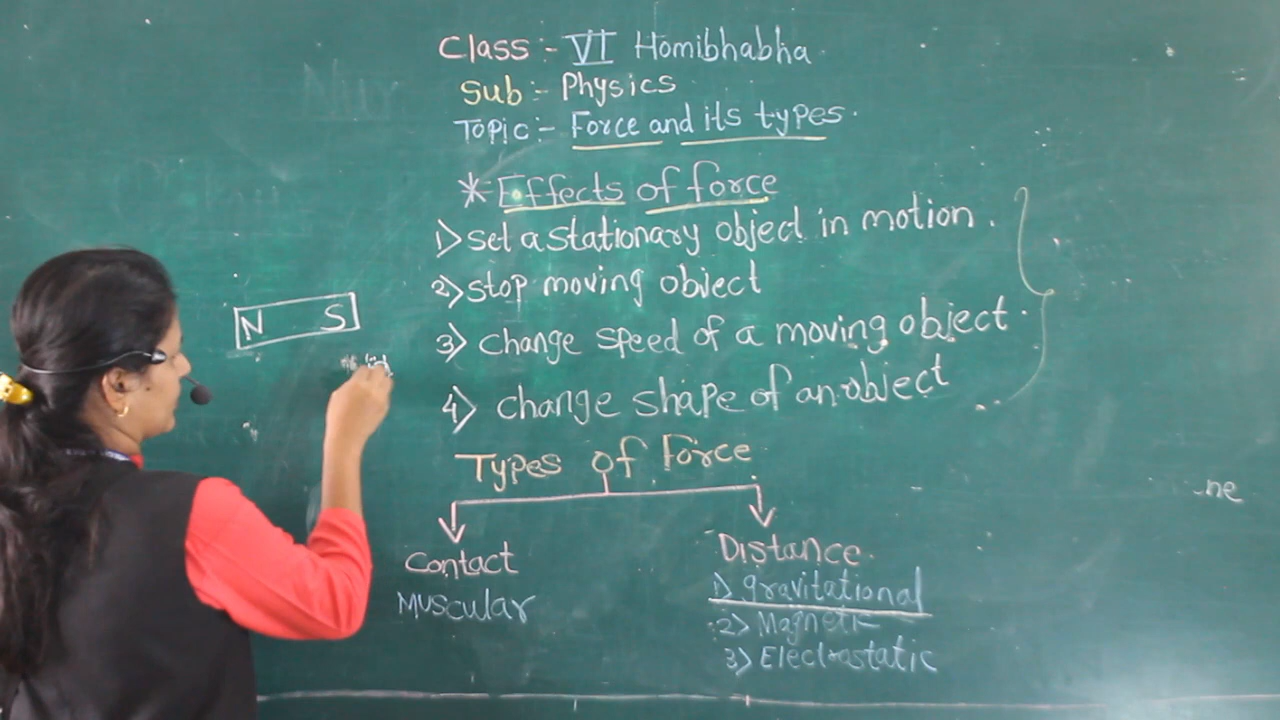 Class :- VI Homibhabha
Sub :- Physics
Topic :- Force and its types.
* Effects of force
1) set a stationary object in motion.
2) stop moving object
3) change speed of a moving object.
4) change shape of an object
N S
Types of Force
Contact
Muscular
Distance
1) gravitational
2) Magnetic
3) Electrostatic
ne